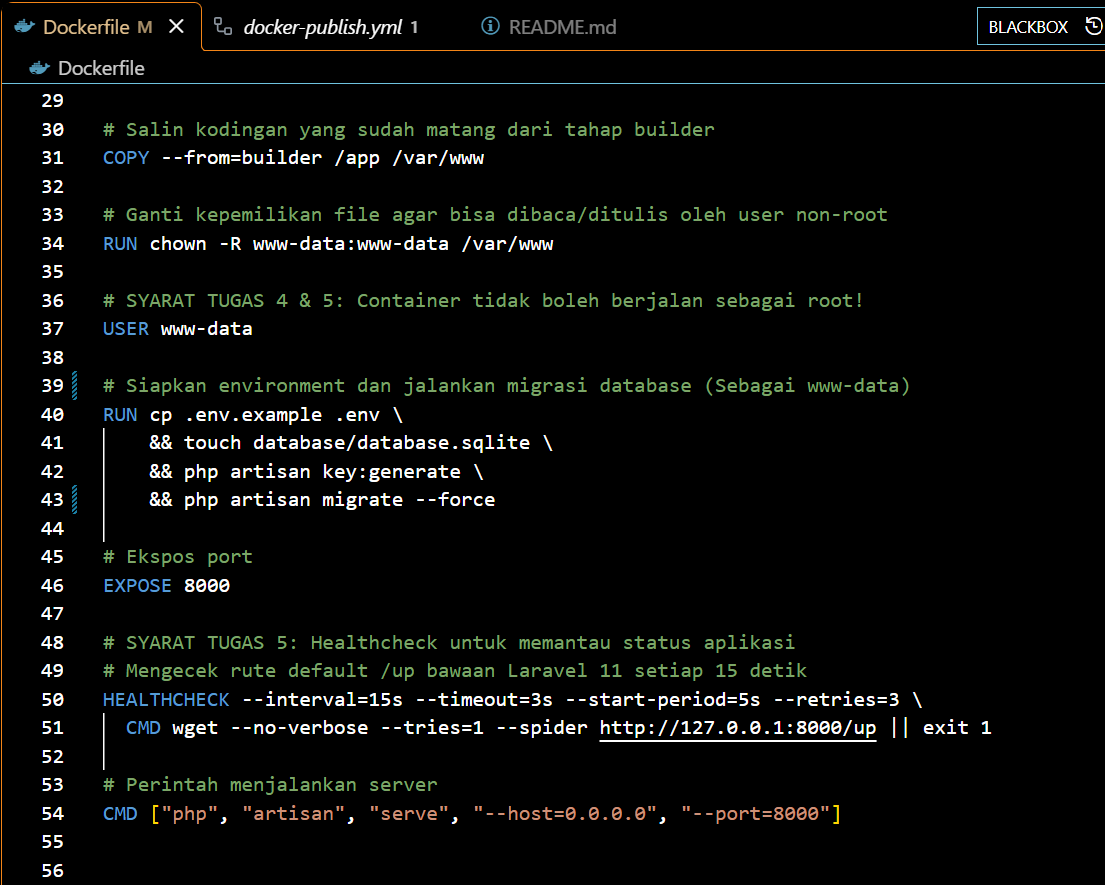 Dockerfile M
docker-publish.yml 1
README.md
BLACKBOX
Dockerfile
29
30 # Salin kodingan yang sudah matang dari tahap builder
31 COPY --from=builder /app /var/www
32
33 # Ganti kepemilikan file agar bisa dibaca/ditulis oleh user non-root
34 RUN chown -R www-data:www-data /var/www
35
36 # SYARAT TUGAS 4 & 5: Container tidak boleh berjalan sebagai root!
37 USER www-data
38
39 # Siapkan environment dan jalankan migrasi database (Sebagai www-data)
40 RUN cp .env.example .env \
41 && touch database/database.sqlite \
42 && php artisan key:generate \
43 && php artisan migrate --force
44
45 # Ekspos port
46 EXPOSE 8000
47
48 # SYARAT TUGAS 5: Healthcheck untuk memantau status aplikasi
49 # Mengecek rute default /up bawaan Laravel 11 setiap 15 detik
50 HEALTHCHECK --interval=15s --timeout=3s --start-period=5s --retries=3 \
51 CMD wget --no-verbose --tries=1 --spider http://127.0.0.1:8000/up || exit 1
52
53 # Perintah menjalankan server
54 CMD ["php", "artisan", "serve", "--host=0.0.0.0", "--port=8000"]
55
56